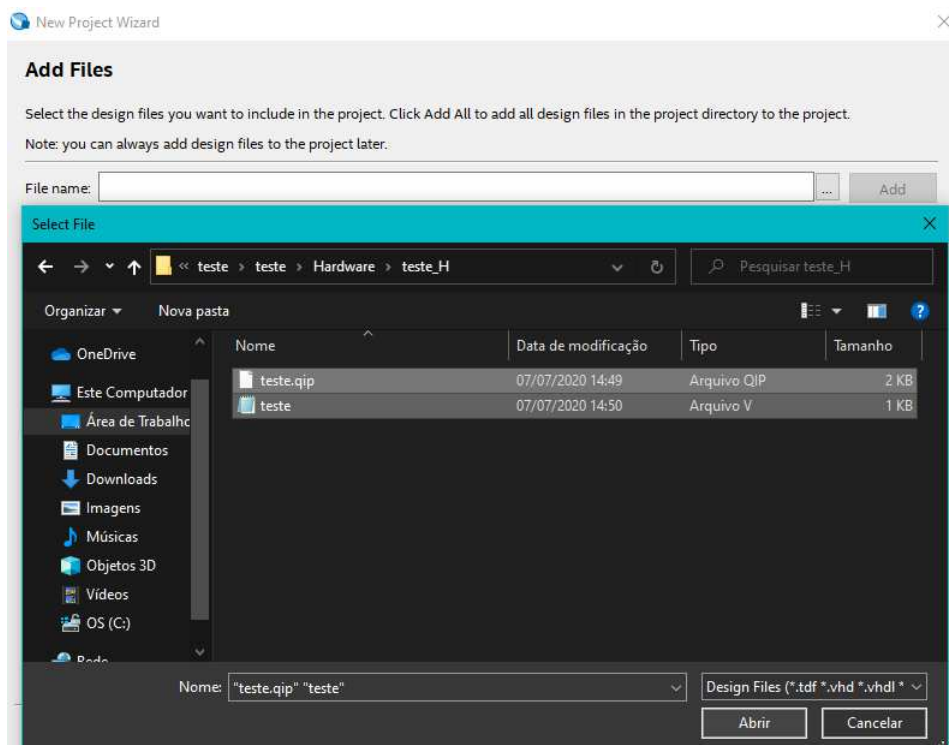 New Project Wizard
Add Files
Select the design files you want to include in the project. Click Add All to add all design files in the project directory to the project.
Note: you can always add design files to the project later.
File name: ... Add
Select File
« teste › teste › Hardware › teste_H Pesquisar teste_H
Organizar Nova pasta
Nome Data de modificação Tipo Tamanho
OneDrive
teste.qip 07/07/2020 14:49 Arquivo QIP 2 KB
Este Computador
teste 07/07/2020 14:50 Arquivo V 1 KB
Área de Trabalho
Documentos
Downloads
Imagens
Músicas
Objetos 3D
Vídeos
OS (C:)
Rede
Nome: "teste.qip" "teste" Design Files (*.tdf *.vhd *.vhdl *
Abrir Cancelar